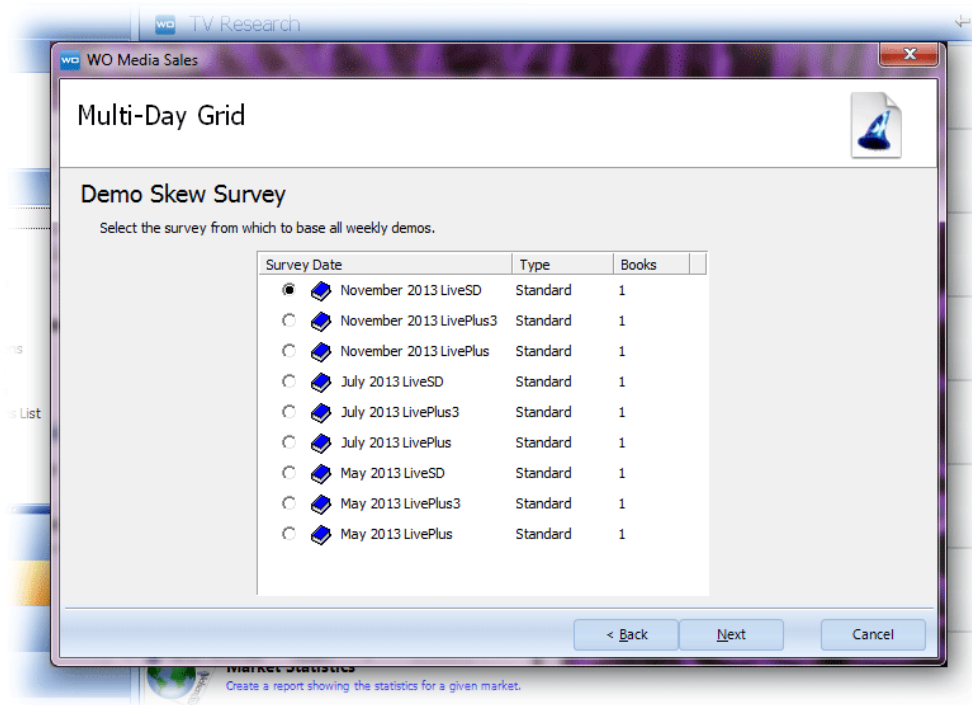 WO TV Research
WO WO Media Sales
Multi-Day Grid
Demo Skew Survey
Select the survey from which to base all weekly demos.
Survey Date Type Books
November 2013 LiveSD Standard 1
November 2013 LivePlus3 Standard 1
November 2013 LivePlus Standard 1
July 2013 LiveSD Standard 1
July 2013 LivePlus3 Standard 1
July 2013 LivePlus Standard 1
May 2013 LiveSD Standard 1
May 2013 LivePlus3 Standard 1
May 2013 LivePlus Standard 1
List
< Back Next Cancel
Market Statistics
Create a report showing the statistics for a given market.